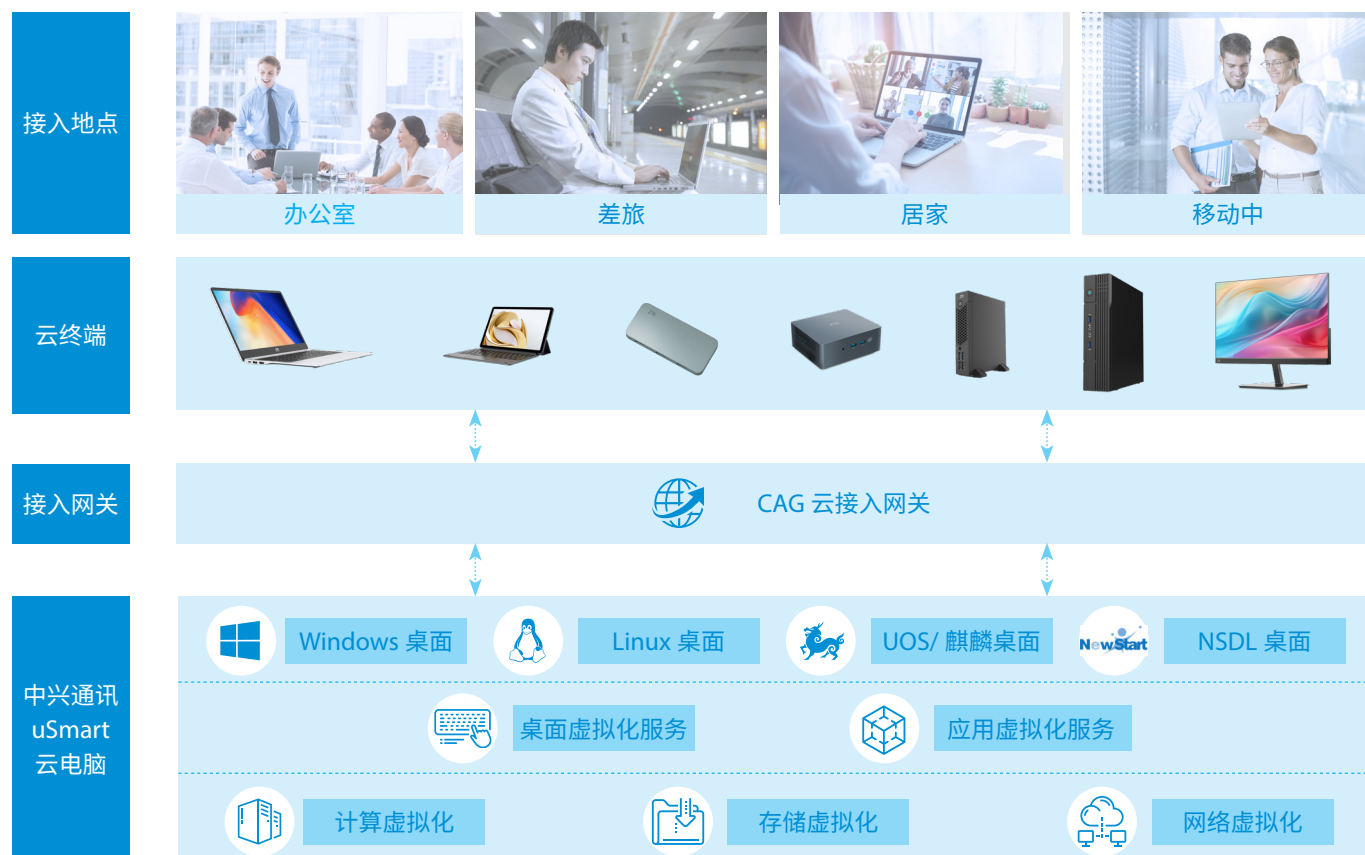 接入地点
办公室
差旅
居家
移动中
云终端
接入网关
CAG 云接入网关
中兴通讯
uSmart
云电脑
Windows 桌面
Linux 桌面
UOS/ 麒麟桌面
NewStart
NSDL 桌面
桌面虚拟化服务
应用虚拟化服务
计算虚拟化
存储虚拟化
网络虚拟化